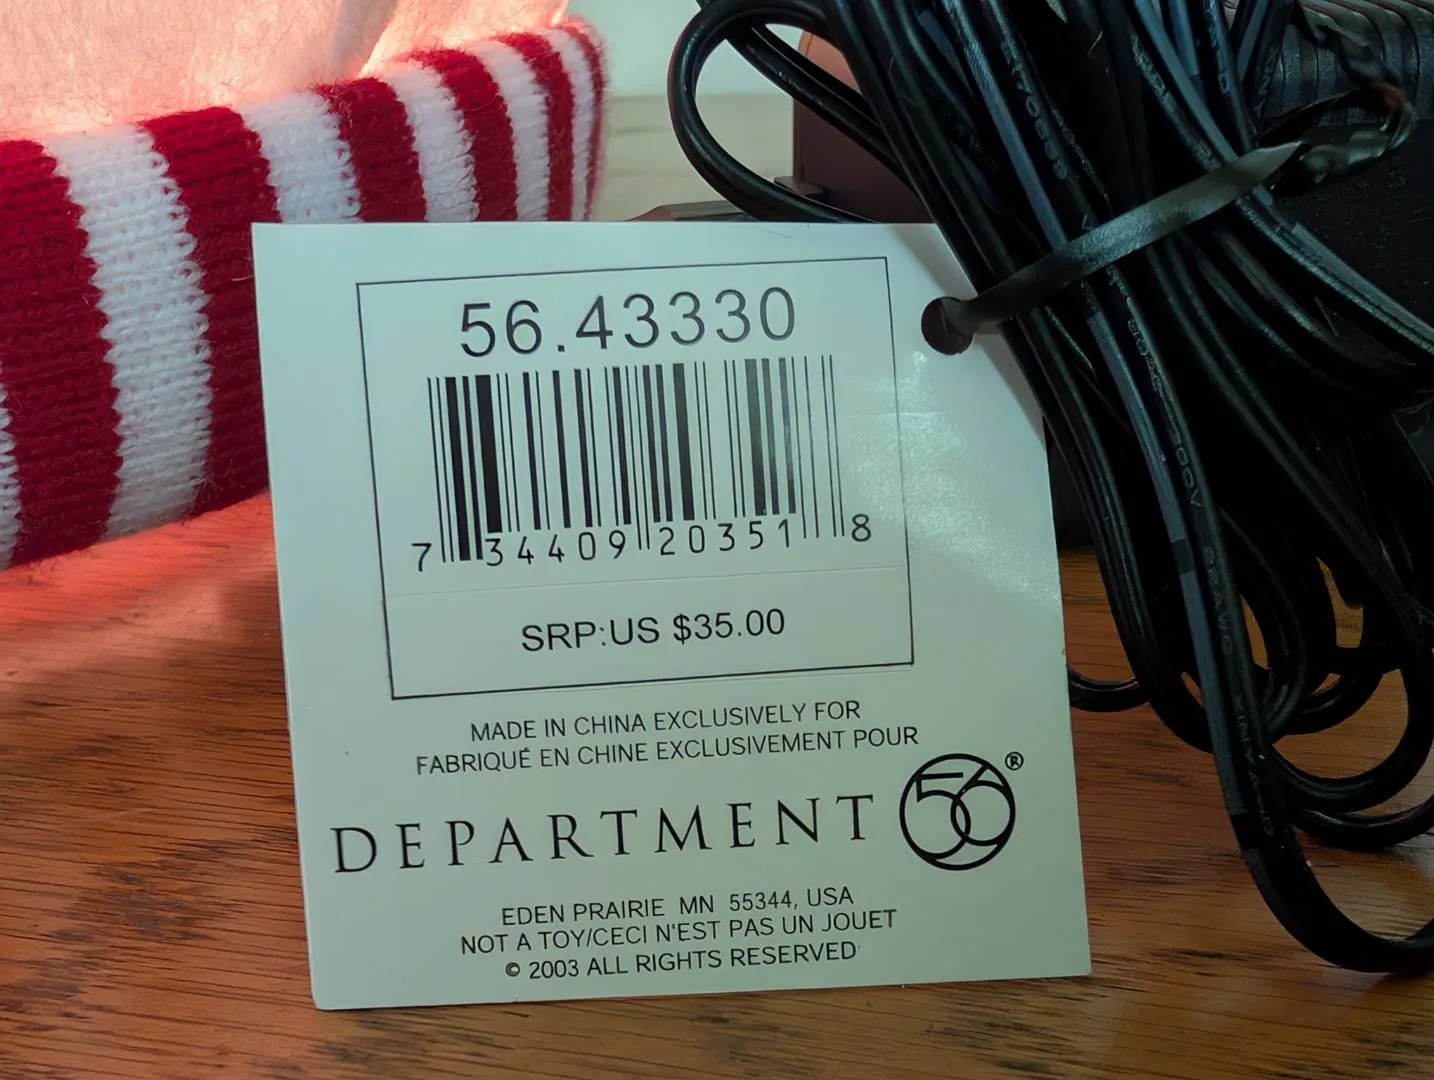 56.43330
7 34409 20351 8
SRP:US $35.00
MADE IN CHINA EXCLUSIVELY FOR
FABRIQUÉ EN CHINE EXCLUSIVEMENT POUR
DEPARTMENT 56®
EDEN PRAIRIE MN 55344, USA
NOT A TOY/CECI N'EST PAS UN JOUET
© 2003 ALL RIGHTS RESERVED